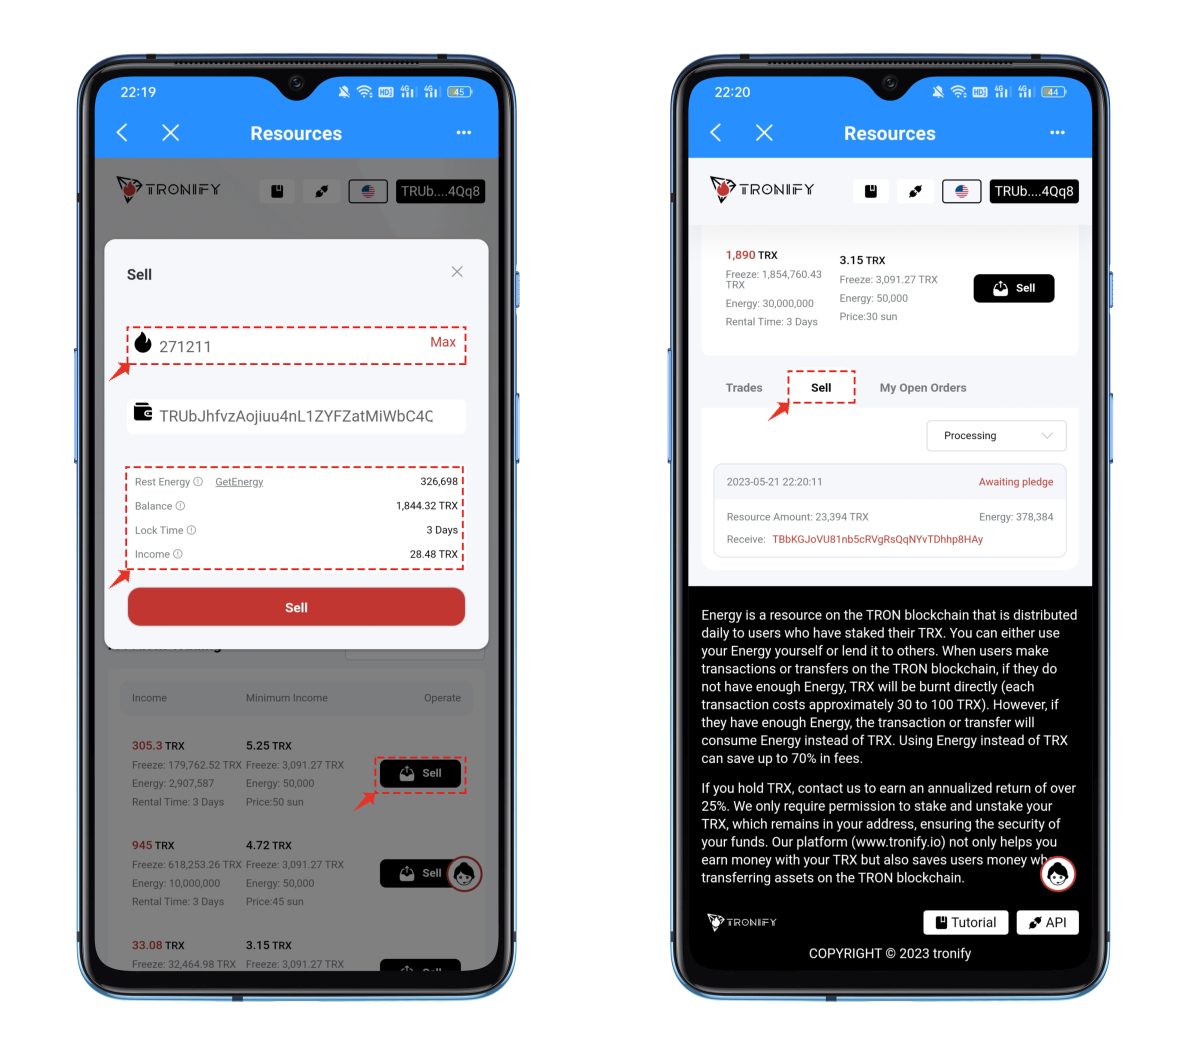 22:19
45
Resources
TRONIFY
TRUb....4Qq8
Sell
271211
Max
TRUbJhfvzAojiuu4nL1ZYFZatMiWbC4C
Rest Energy GetEnergy 326,698
Balance 1,844.32 TRX
Lock Time 3 Days
Income 28.48 TRX
Sell
Income Minimum Income Operate
305.3 TRX 5.25 TRX
Freeze: 179,762.52 TRX Freeze: 3,091.27 TRX
Sell
Energy: 2,907,587 Energy: 50,000
Rental Time: 3 Days Price:50 sun
945 TRX 4.72 TRX
Freeze: 618,253.26 TRX Freeze: 3,091.27 TRX
Sell
Energy: 10,000,000 Energy: 50,000
Rental Time: 3 Days Price:45 sun
33.08 TRX 3.15 TRX
Freeze: 32,464.98 TRX Freeze: 3,091.27 TRX
Sell
22:20
44
Resources
TRONIFY
TRUb....4Qq8
1,890 TRX
Freeze: 1,854,760.43
TRX
Energy: 30,000,000
Rental Time: 3 Days
3.15 TRX
Freeze: 3,091.27 TRX
Energy: 50,000
Price:30 sun
Sell
Trades Sell My Open Orders
Processing
2023-05-21 22:20:11 Awaiting pledge
Resource Amount: 23,394 TRX Energy: 378,384
Receive: TBbKGJoVU81nb5cRVgRsQqNYvTDhhp8HAy
Energy is a resource on the TRON blockchain that is distributed
daily to users who have staked their TRX. You can either use
your Energy yourself or lend it to others. When users make
transactions or transfers on the TRON blockchain, if they do
not have enough Energy, TRX will be burnt directly (each
transaction costs approximately 30 to 100 TRX). However, if
they have enough Energy, the transaction or transfer will
consume Energy instead of TRX. Using Energy instead of TRX
can save up to 70% in fees.
If you hold TRX, contact us to earn an annualized return of over
25%. We only require permission to stake and unstake your
TRX, which remains in your address, ensuring the security of
your funds. Our platform (www.tronify.io) not only helps you
earn money with your TRX but also saves users money wh
transferring assets on the TRON blockchain.
TRONIFY
Tutorial
API
COPYRIGHT © 2023 tronify